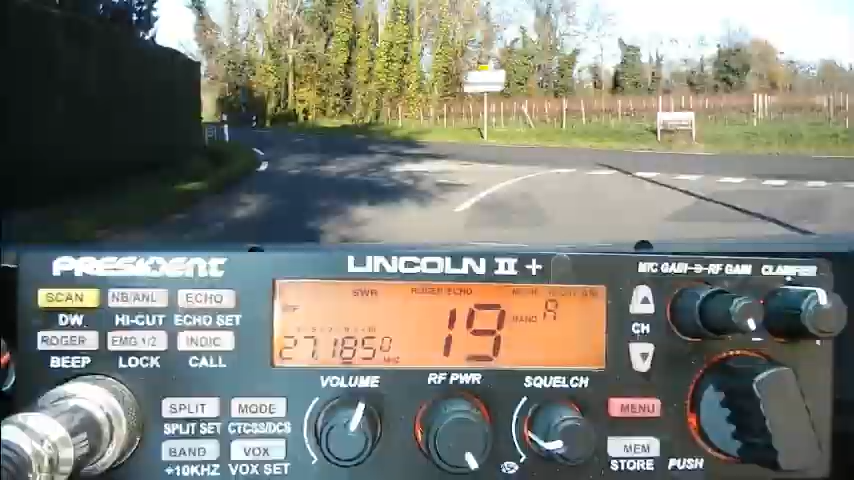 PRESIDENT
LINCOLN II +
MIC GAIN-RF GAIN CLARIFIER
SCAN NB/ANL ECHO
DW HI-CUT ECHO SET
ROGER EMG 1/2 INDIC
BEEP LOCK CALL
SWR ROGER ECHO
19 BAND A
27.1850 MHz
CH
VOLUME RF PWR SQUELCH
SPLIT MODE
SPLIT SET CTCSS/DCS
BAND VOX
+10KHZ VOX SET
MENU
MEM
STORE PUSH